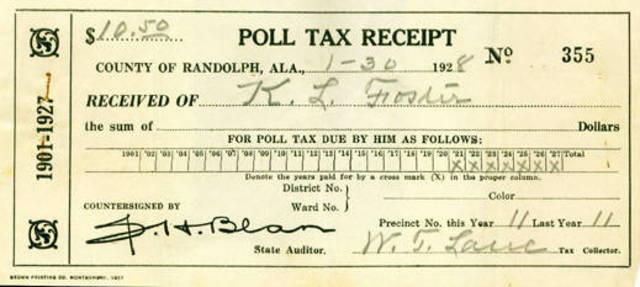 $10.50 POLL TAX RECEIPT
COUNTY OF RANDOLPH, ALA., 1-30 1928 No 355
RECEIVED OF K. L. Foster
the sum of Dollars
FOR POLL TAX DUE BY HIM AS FOLLOWS:
1901 '02 '03 '04 '05 '06 '07 '08 '09 '10 '11 '12 '13 '14 '15 '16 '17 '18 '19 '20 '21 '22 '23 '24 '25 '26 '27 Total
X X X X X X X
Denote the years paid for by a cross mark (X) in the proper column.
District No. Color
COUNTERSIGNED BY Ward No.
Precinct No. this Year 11 Last Year 11
State Auditor. W. T. Tax Collector.
BROWN PRINTING CO. MONTGOMERY, 1927
1901-1927